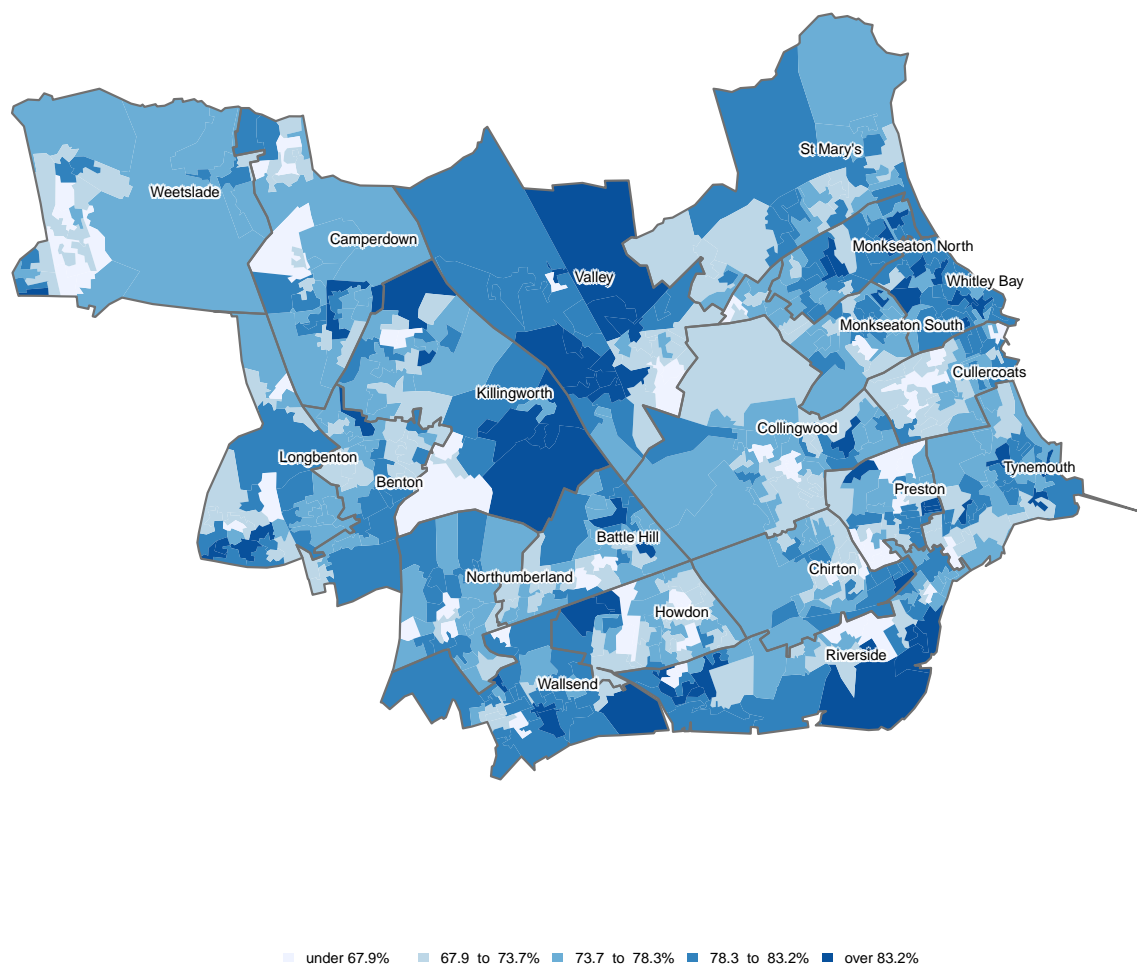 St Mary's
Weetslade
Camperdown
Monkseaton North
Valley
Whitley Bay
Monkseaton South
Cullercoats
Killingworth
Collingwood
Longbenton
Tynemouth
Benton
Preston
Battle Hill
Northumberland
Chirton
Howdon
Riverside
Wallsend
under 67.9% 67.9 to 73.7% 73.7 to 78.3% 78.3 to 83.2% over 83.2%